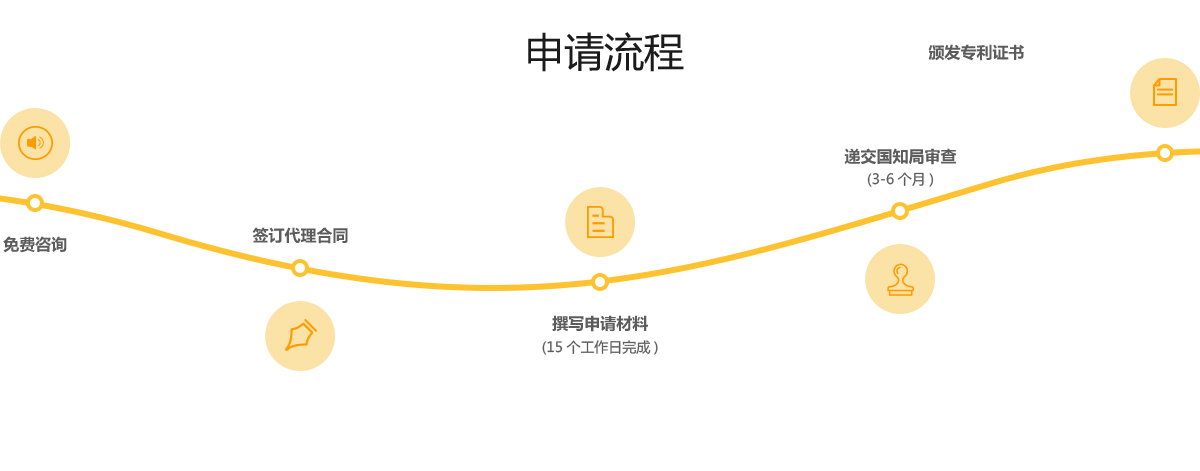 申请流程
免费咨询
签订代理合同
撰写申请材料
(15 个工作日完成 )
递交国知局审查
(3-6 个月 )
颁发专利证书